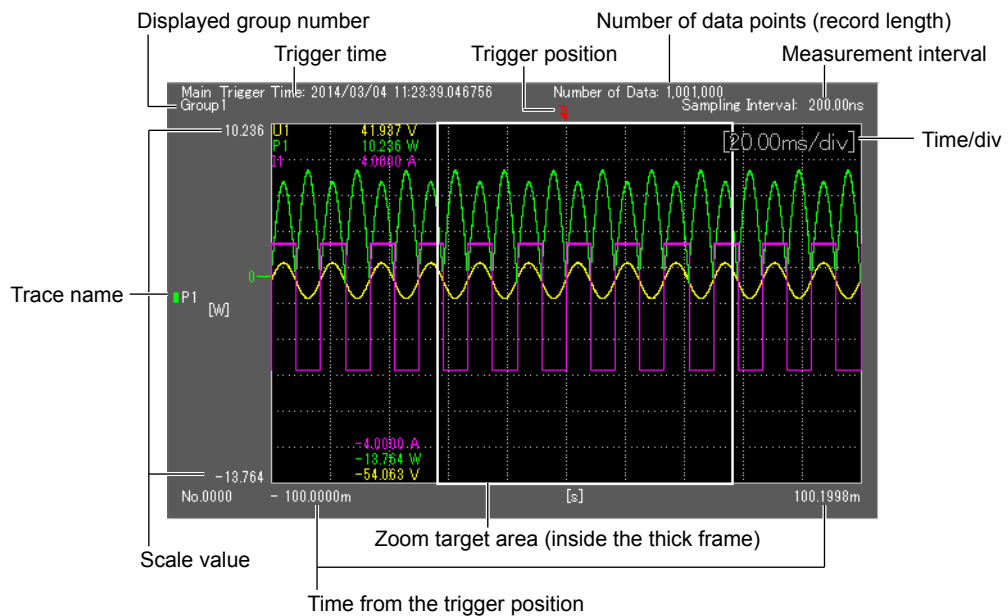 Displayed group number
Number of data points (record length)
Trigger time
Trigger position
Measurement interval
Main Trigger Time: 2014/03/04 11:23:39.046756
Number of Data: 1,001,000
Group1
Sampling Interval: 200.00ns
10.236
U1 41.937 V
[20.00ms/div]
Time/div
P1 10.236 W
I1 4.0000 A
0
Trace name
P1
[W]
-4.0000 A
-13.764 W
-13.764
-54.063 V
No.0000
- 100.0000m
[s]
100.1998m
Zoom target area (inside the thick frame)
Scale value
Time from the trigger position